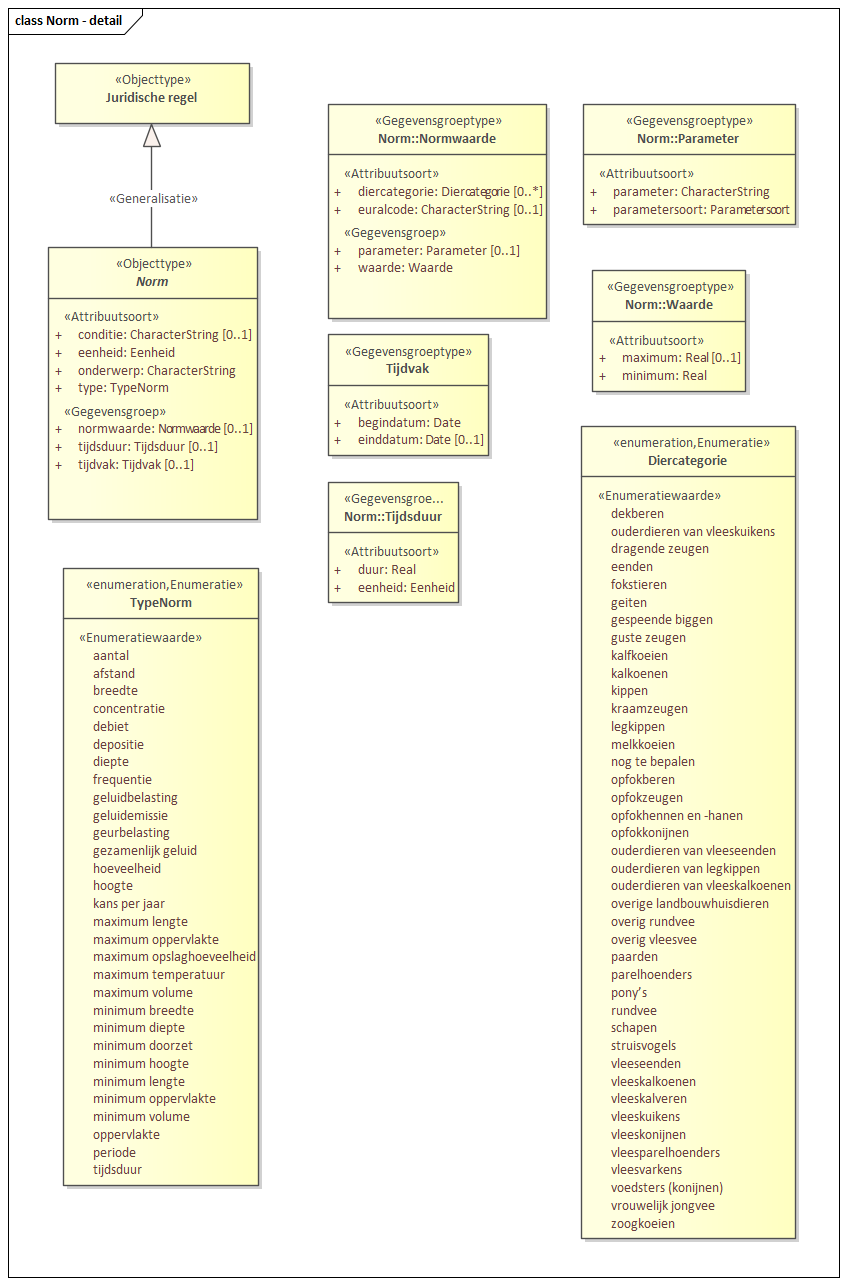 class Norm - detail
«Objecttype»
Juridische regel
«Generalisatie»
«Objecttype»
Norm
«Attribuutsoort»
+ conditie: CharacterString [0..1]
+ eenheid: Eenheid
+ onderwerp: CharacterString
+ type: TypeNorm
«Gegevensgroep»
+ normwaarde: Normwaarde [0..1]
+ tijdsduur: Tijdsduur [0..1]
+ tijdvak: Tijdvak [0..1]
«enumeration,Enumeratie»
TypeNorm
«Enumeratiewaarde»
aantal
afstand
breedte
concentratie
debiet
depositie
diepte
frequentie
geluidbelasting
geluidemissie
geurbelasting
gezamenlijk geluid
hoeveelheid
hoogte
kans per jaar
maximum lengte
maximum oppervlakte
maximum opslaghoeveelheid
maximum temperatuur
maximum volume
minimum breedte
minimum diepte
minimum doorzet
minimum hoogte
minimum lengte
minimum oppervlakte
minimum volume
oppervlakte
periode
tijdsduur
«Gegevensgroeptype»
Norm::Normwaarde
«Attribuutsoort»
+ diercategorie: Diercategorie [0..*]
+ euralcode: CharacterString [0..1]
«Gegevensgroep»
+ parameter: Parameter [0..1]
+ waarde: Waarde
«Gegevensgroeptype»
Tijdvak
«Attribuutsoort»
+ begindatum: Date
+ einddatum: Date [0..1]
«Gegevensgroe...
Norm::Tijdsduur
«Attribuutsoort»
+ duur: Real
+ eenheid: Eenheid
«Gegevensgroeptype»
Norm::Parameter
«Attribuutsoort»
+ parameter: CharacterString
+ parametersoort: Parametersoort
«Gegevensgroeptype»
Norm::Waarde
«Attribuutsoort»
+ maximum: Real [0..1]
+ minimum: Real
«enumeration,Enumeratie»
Diercategorie
«Enumeratiewaarde»
dekberen
ouderdieren van vleeskuikens
dragende zeugen
eenden
fokstieren
geiten
gespeende biggen
guste zeugen
kalfkoeien
kalkoenen
kippen
kraamzeugen
legkippen
melkkoeien
nog te bepalen
opfokberen
opfokzeugen
opfokhennen en -hanen
opfokkonijnen
ouderdieren van vleeseenden
ouderdieren van legkippen
ouderdieren van vleeskalkoenen
overige landbouwhuisdieren
overig rundvee
overig vleesvee
paarden
parelhoenders
pony's
rundvee
schapen
struisvogels
vleeseenden
vleeskalkoenen
vleeskalveren
vleeskuikens
vleeskonijnen
vleesparelhoenders
vleesvarkens
voedsters (konijnen)
vrouwelijk jongvee
zoogkoeien